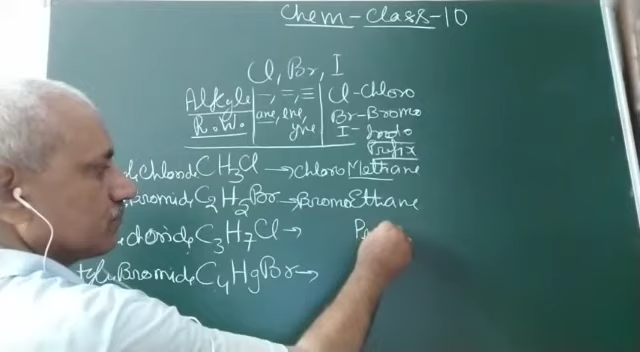 Chem-Class-10
Cl, Br, I
Alkyle -, =, ≡ Cl-Chloro
R.W. ane, ene, yne Br-Bromo
I-Iodo
Prefix
Chloride CH3Cl → Chloro Methane
Bromide C2H5Br → Bromo Ethane
C3H7Cl →
Bromide C4H9Br →